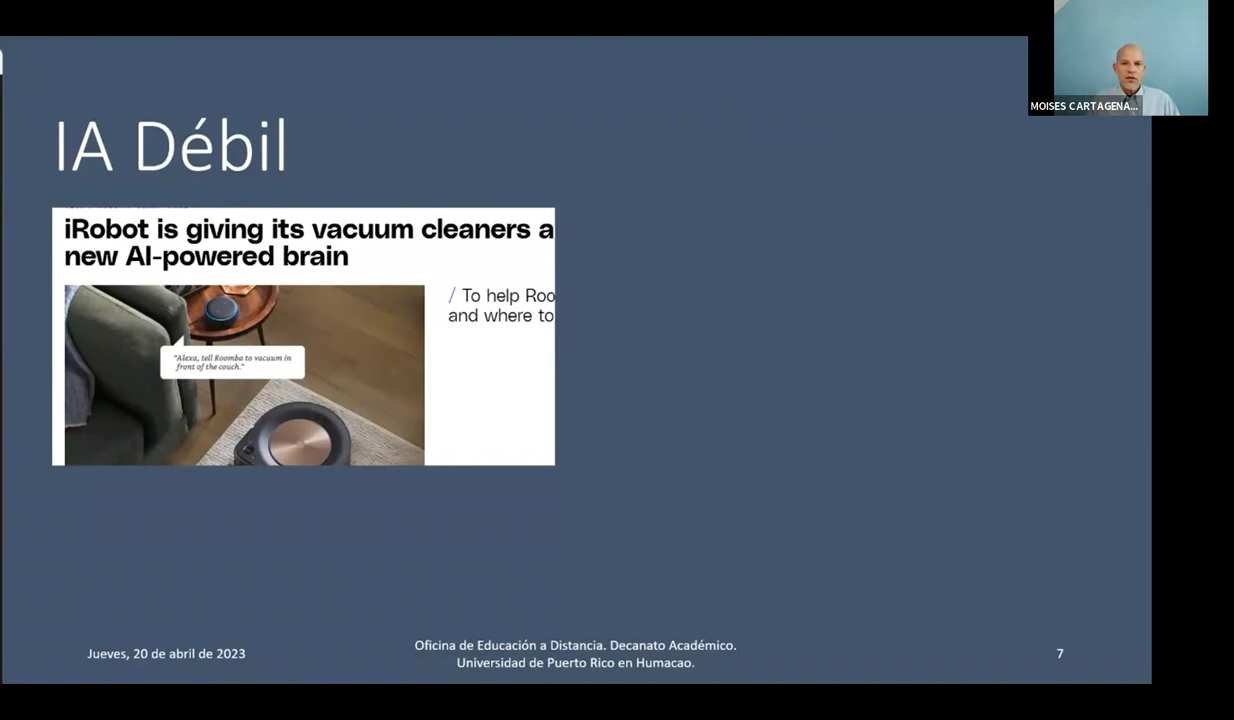 MOISES CARTAGENA...
IA Débil
iRobot is giving its vacuum cleaners a
new AI-powered brain
/ To help Roo
and where to
"Alexa, tell Roomba to vacuum in
front of the couch."
Jueves, 20 de abril de 2023
Oficina de Educación a Distancia. Decanato Académico.
Universidad de Puerto Rico en Humacao.
7